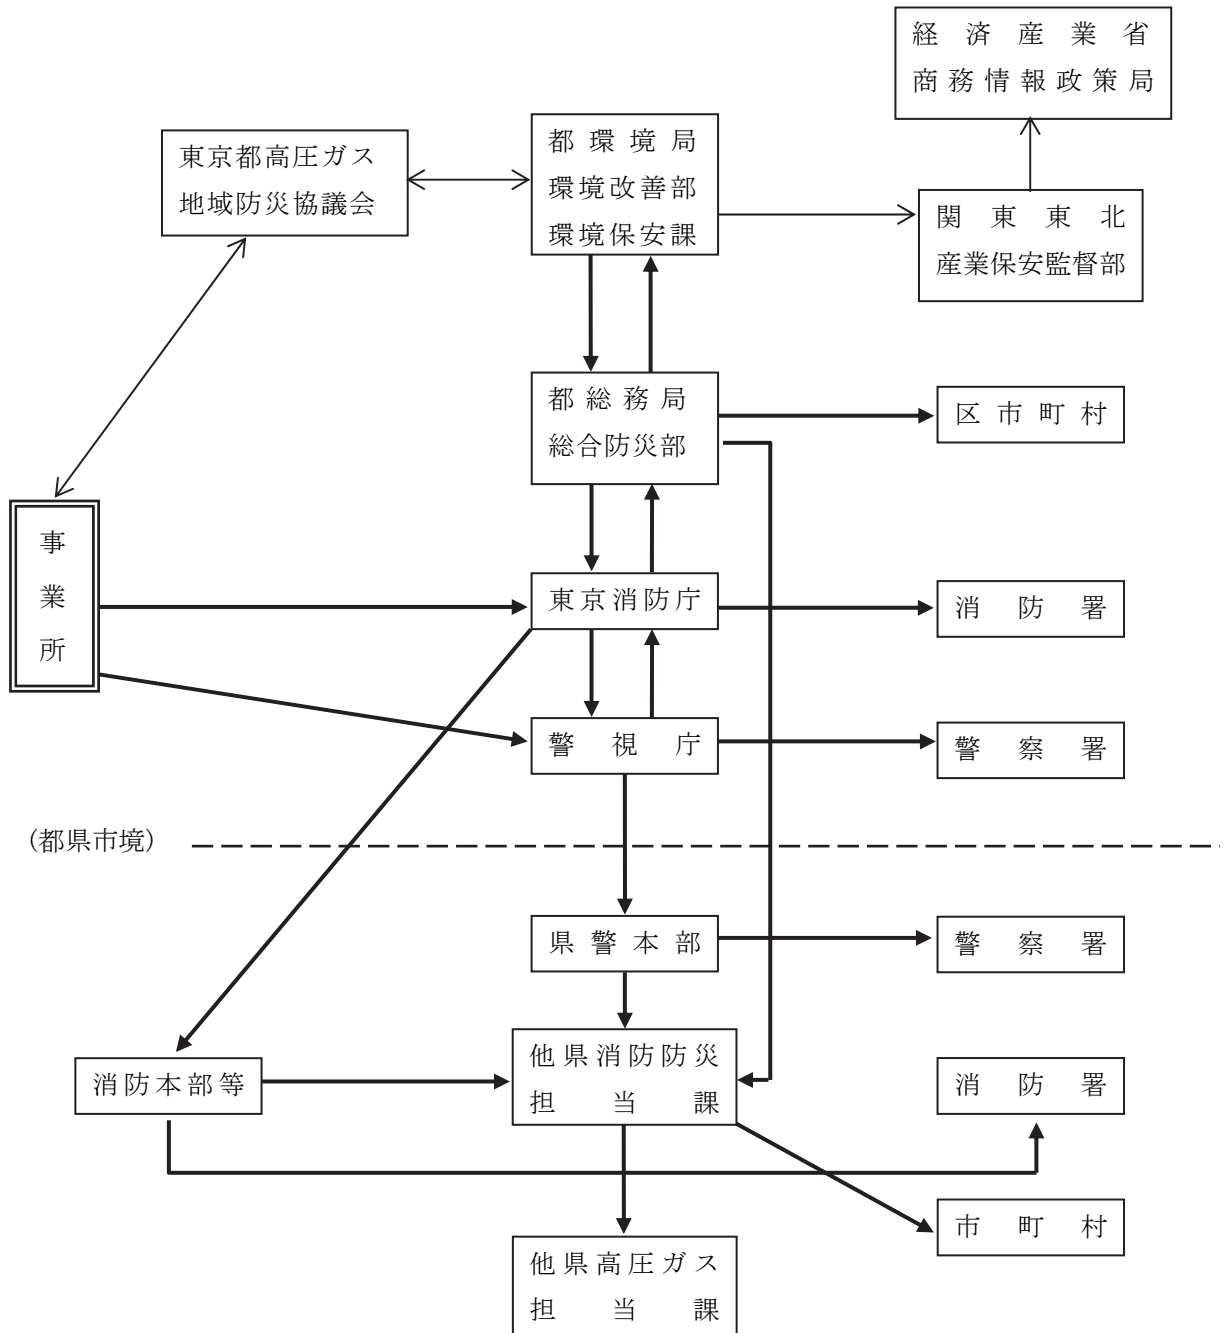 経済産業省
商務情報政策局
東京都高圧ガス
地域防災協議会
都環境局
環境改善部
環境保安課
関東東北
産業保安監督部
都総務局
総合防災部
区市町村
事
業
所
東京消防庁
消防署
警視庁
警察署
(都県市境)
県警本部
警察署
他県消防防災
担当課
消防本部等
消防署
市町村
他県高圧ガス
担当課